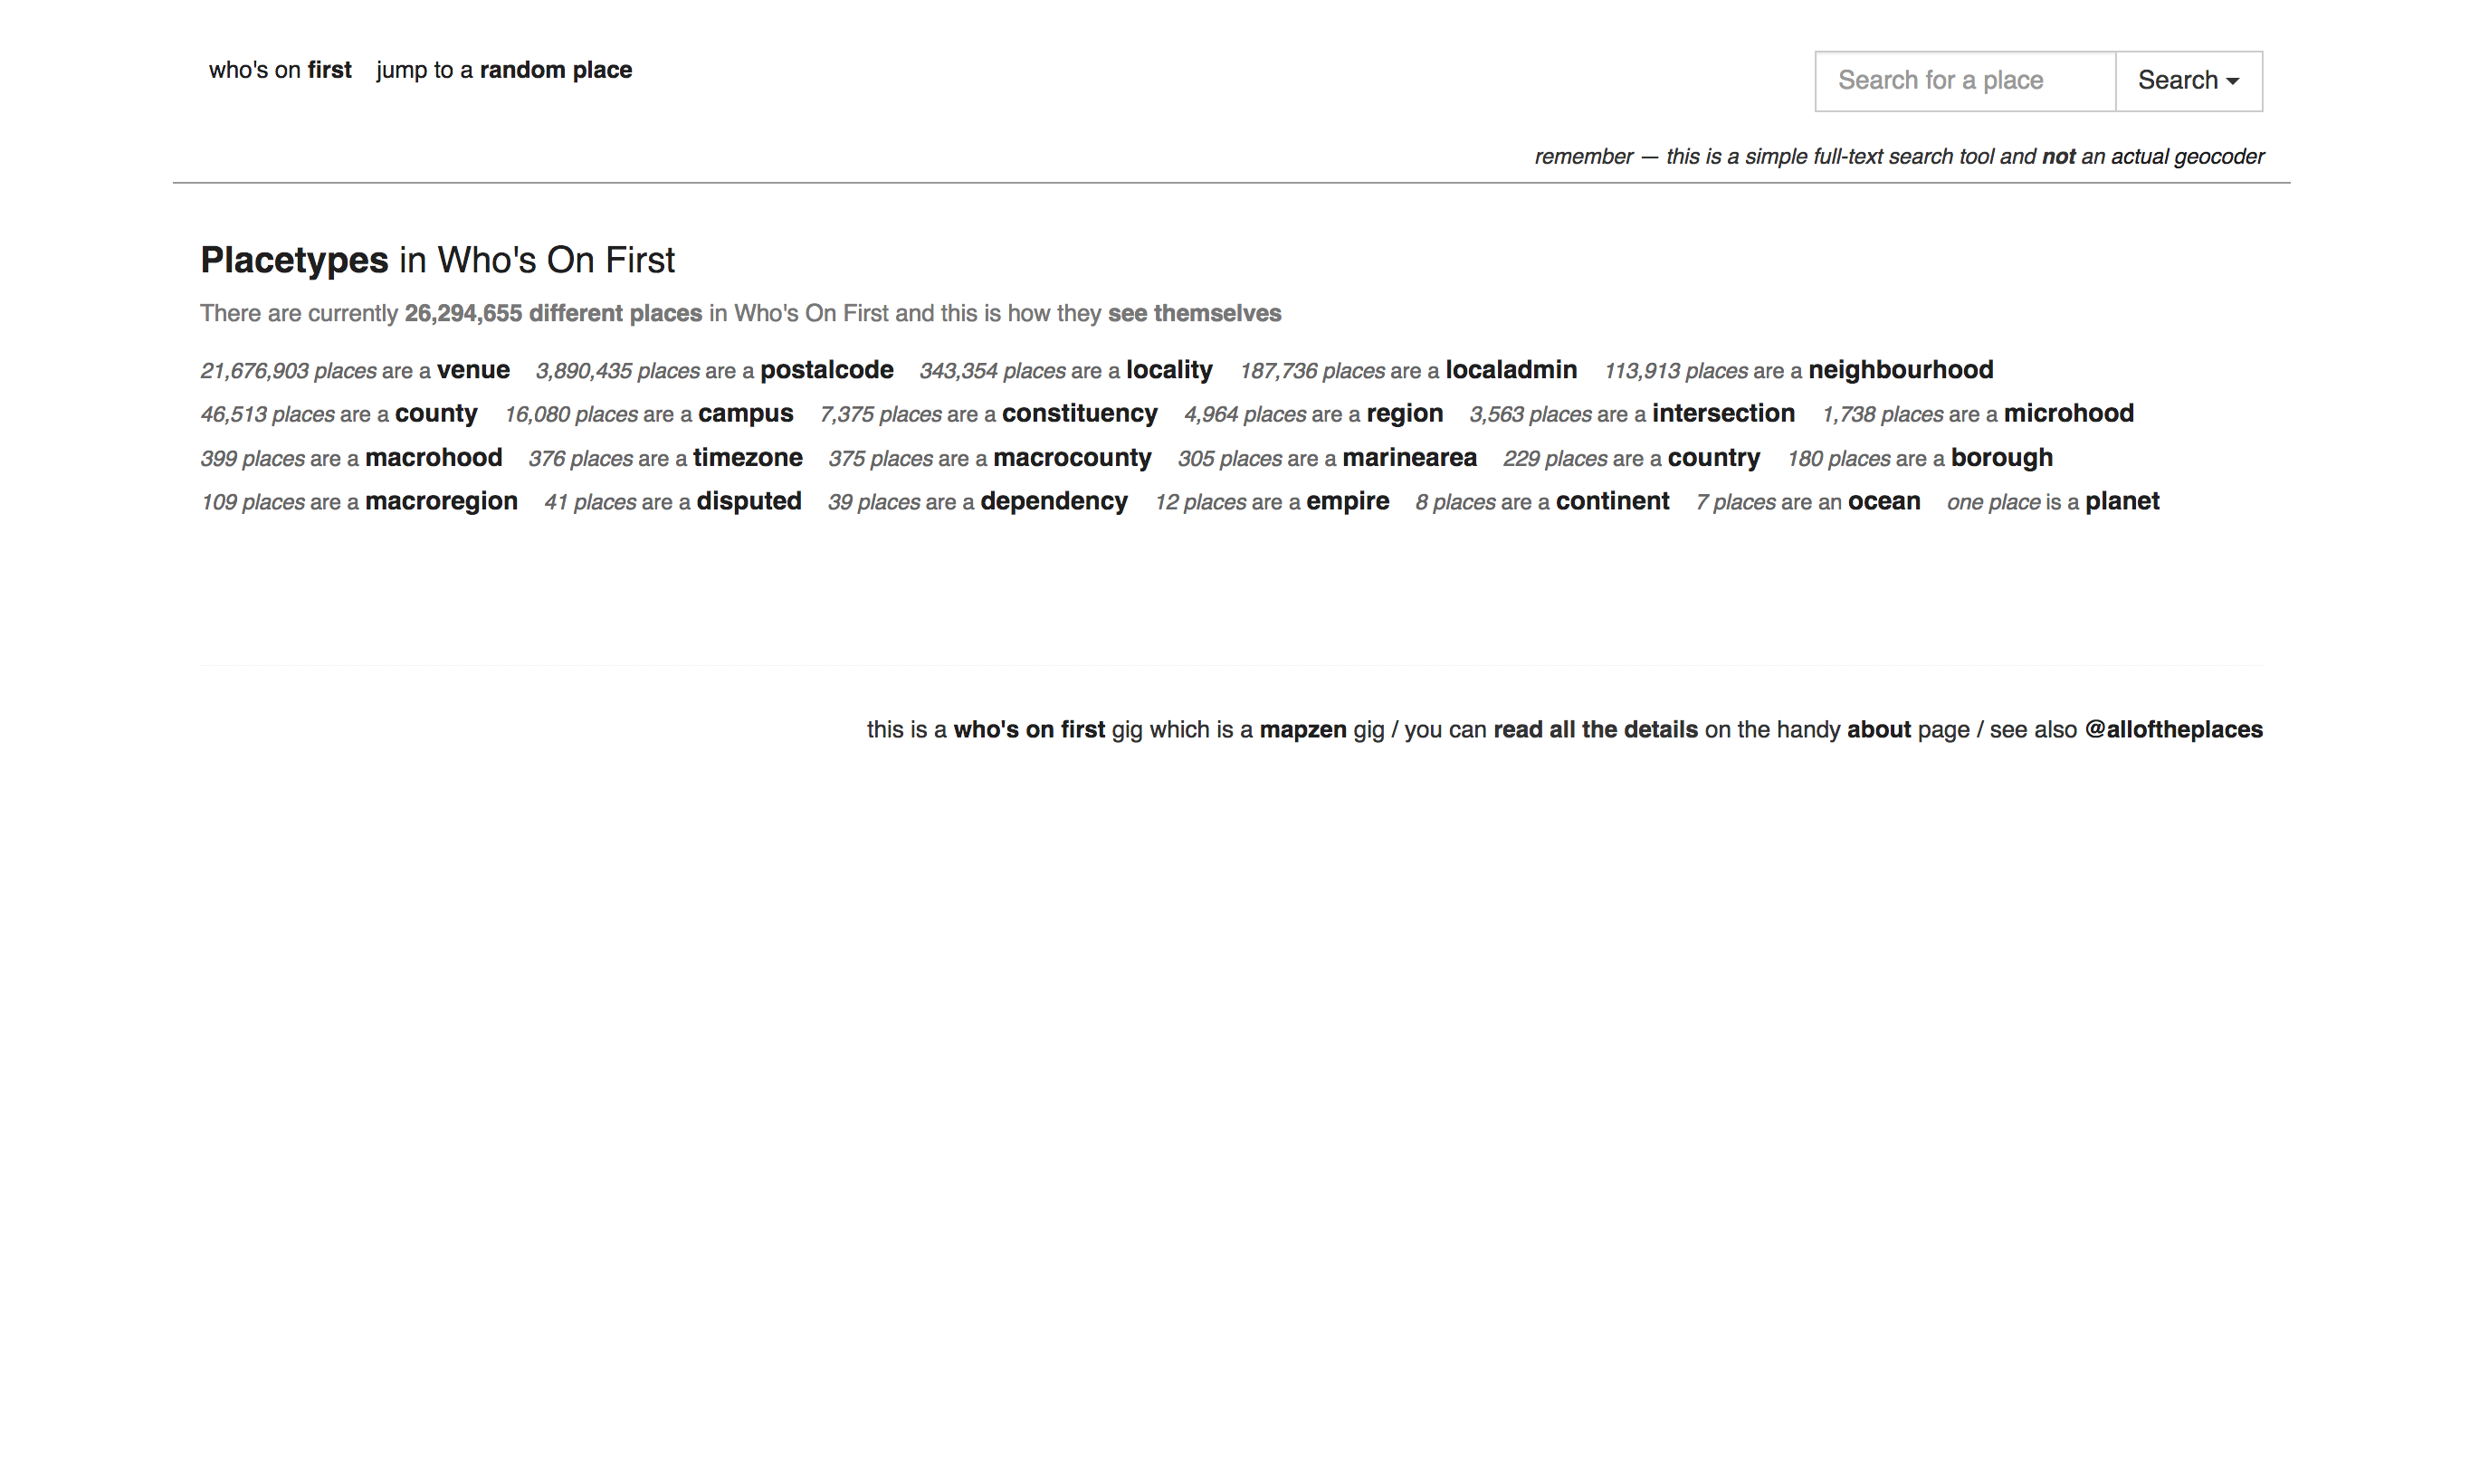 who's on first jump to a random place
Search for a place Search
remember — this is a simple full-text search tool and not an actual geocoder
Placetypes in Who's On First
There are currently 26,294,655 different places in Who's On First and this is how they see themselves
21,676,903 places are a venue 3,890,435 places are a postalcode 343,354 places are a locality 187,736 places are a localadmin 113,913 places are a neighbourhood
46,513 places are a county 16,080 places are a campus 7,375 places are a constituency 4,964 places are a region 3,563 places are a intersection 1,738 places are a microhood
399 places are a macrohood 376 places are a timezone 375 places are a macrocounty 305 places are a marinearea 229 places are a country 180 places are a borough
109 places are a macroregion 41 places are a disputed 39 places are a dependency 12 places are a empire 8 places are a continent 7 places are an ocean one place is a planet
this is a who's on first gig which is a mapzen gig / you can read all the details on the handy about page / see also @alloftheplaces